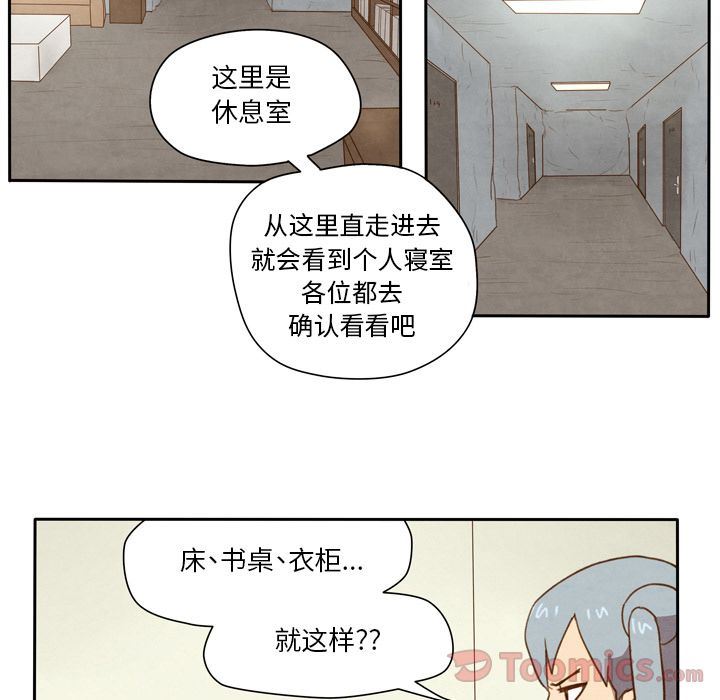 这里是
休息室
从这里直走进去
就会看到个人寝室
各位都去
确认看看吧
床、书桌、衣柜...
就这样??
Toomics.com